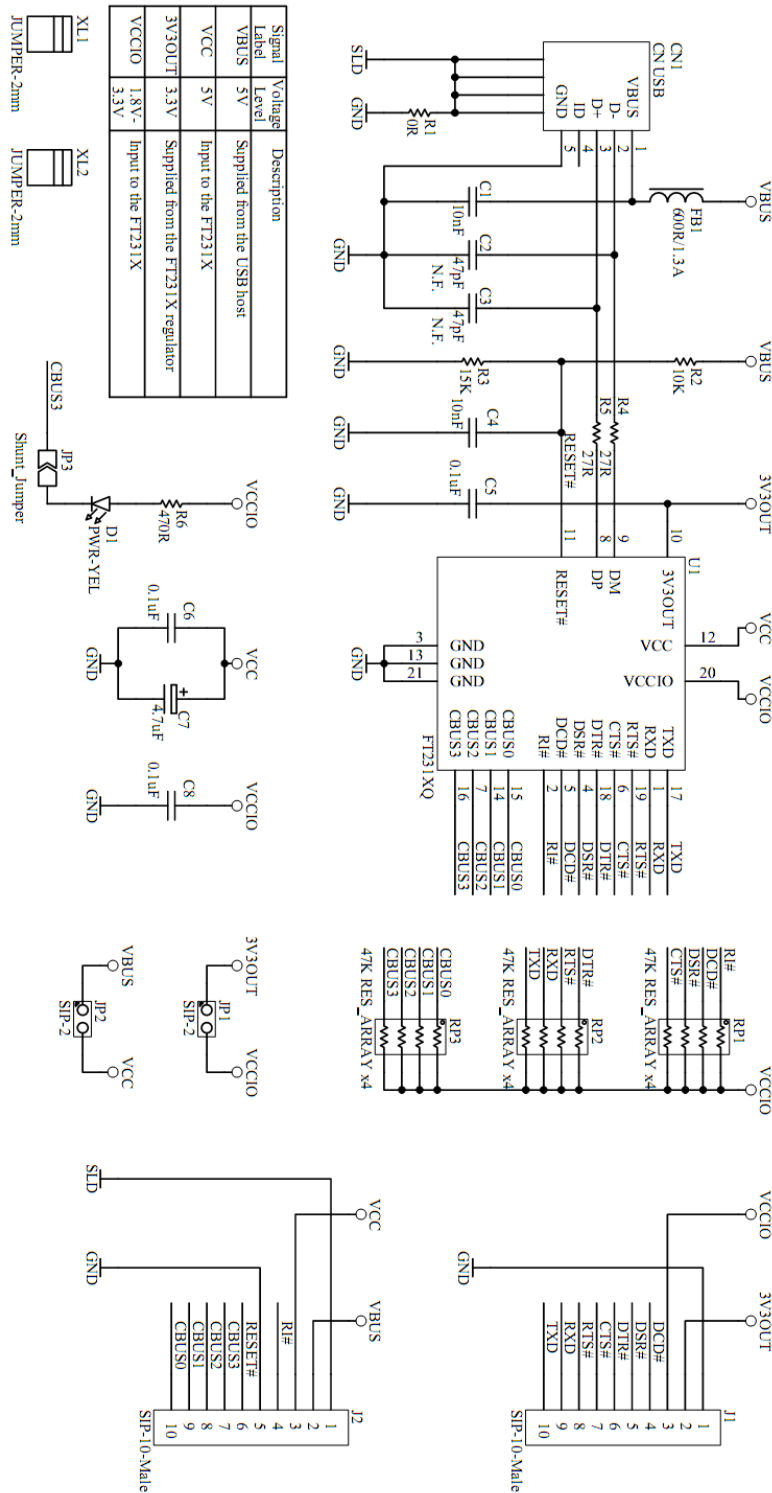 CN1
CN USB
VBUS
D-
D+
ID
GND
1
2
3
4
5
SLD
GND
R1
0R
VBUS
FB1
600R/1.3A
C1
10nF
C2
47pF
N.F.
C3
47pF
N.F.
GND
VBUS
R2
10K
R3
15K
GND
R4
27R
R5
27R
RESET#
C4
10nF
GND
3V3OUT
C5
0.1uF
GND
U1
10
3V3OUT
9
DM
8
DP
11
RESET#
VCC
12
VCC
VCCIO
20
VCCIO
3
GND
13
GND
21
GND
GND
FT231XQ
TXD
17
TXD
RXD
1
RXD
RTS#
19
RTS#
CTS#
6
CTS#
DTR#
18
DTR#
DSR#
4
DSR#
DCD#
5
DCD#
RI#
2
RI#
CBUS0
15
CBUS0
CBUS1
14
CBUS1
CBUS2
7
CBUS2
CBUS3
16
CBUS3
VCCIO
RI#
DCD#
DSR#
CTS#
RP1
47K RES_ARRAY x4
DTR#
RTS#
RXD
TXD
RP2
47K RES_ARRAY x4
CBUS0
CBUS1
CBUS2
CBUS3
RP3
47K RES_ARRAY x4
VCCIO
3V3OUT
GND
J1
1
2
3
DCD#
4
DSR#
5
DTR#
6
CTS#
7
RTS#
8
RXD
9
TXD
10
SIP-10-Male
Signal Label
Voltage Level
Description
VBUS
5V
Supplied from the USB host
VCC
5V
Input to the FT231X
3V3OUT
3.3V
Supplied from the FT231X regulator
VCCIO
1.8V-3.3V
Input to the FT231X
XL1
JUMPER-2mm
XL2
JUMPER-2mm
CBUS3
JP3
Shunt_Jumper
VCCIO
R6
470R
D1
PWR-YEL
VCC
C6
0.1uF
C7
4.7uF
+
GND
VCCIO
C8
0.1uF
GND
3V3OUT
JP1
SIP-2
VCCIO
VBUS
JP2
SIP-2
VCC
VCC
VBUS
SLD
GND
J2
1
2
3
RI#
4
5
RESET#
6
CBUS3
7
CBUS2
8
CBUS1
9
CBUS0
10
SIP-10-Male